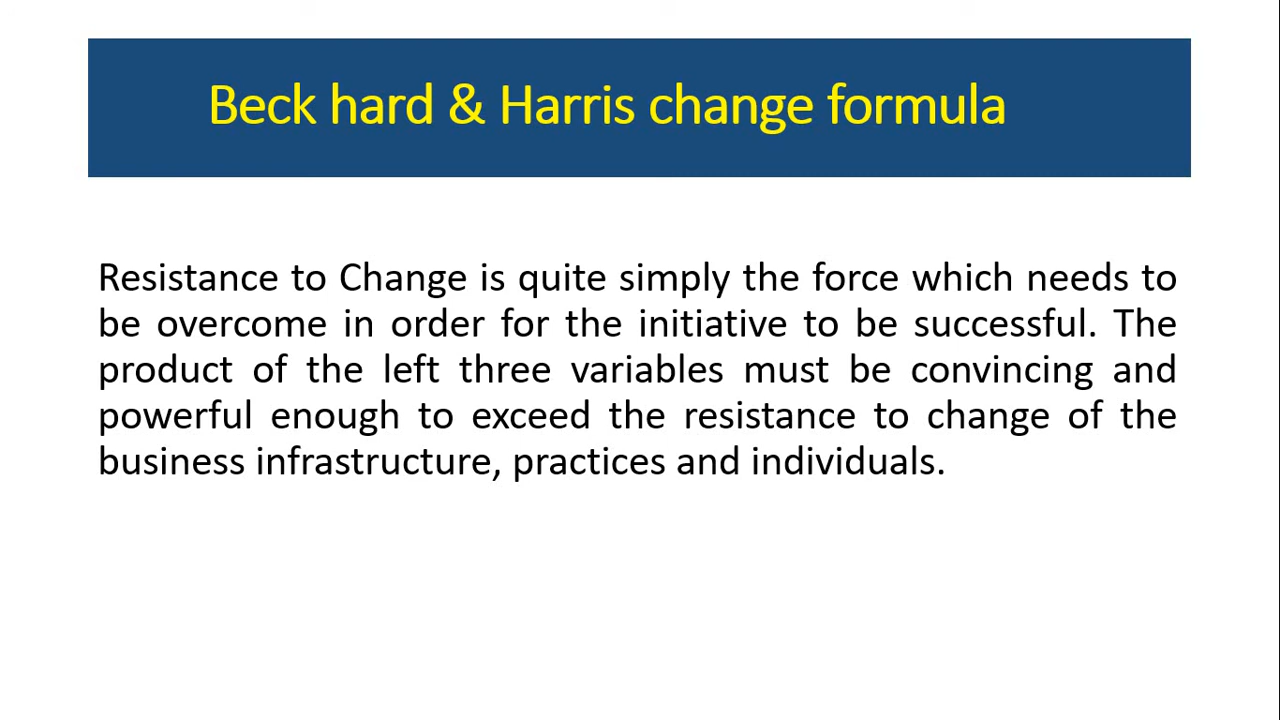 Beck hard & Harris change formula
Resistance to Change is quite simply the force which needs to
be overcome in order for the initiative to be successful. The
product of the left three variables must be convincing and
powerful enough to exceed the resistance to change of the
business infrastructure, practices and individuals.